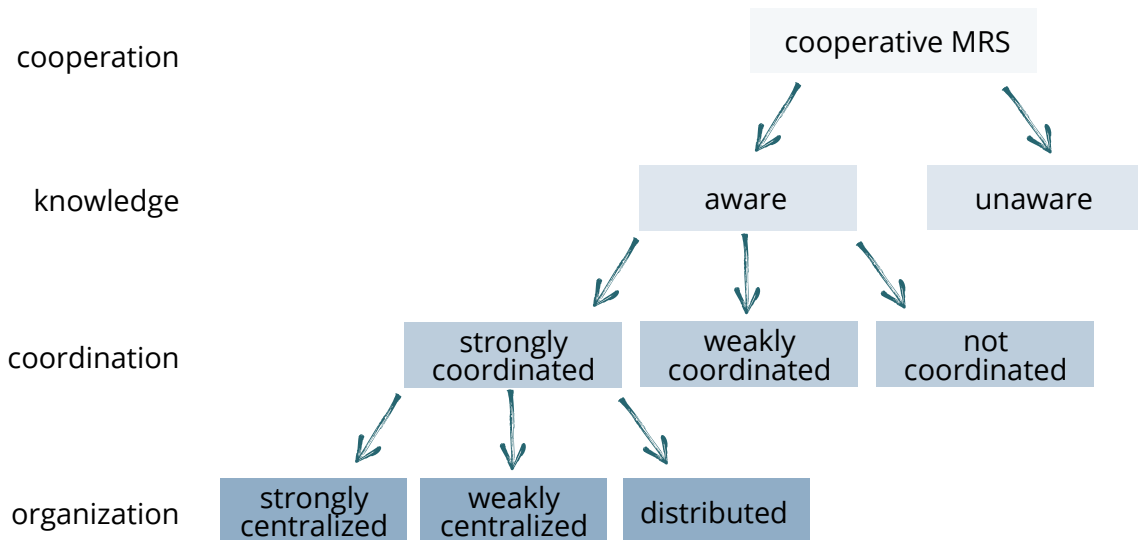 cooperation
cooperative MRS
knowledge
aware
unaware
coordination
strongly
coordinated
weakly
coordinated
not
coordinated
organization
strongly
centralized
weakly
centralized
distributed